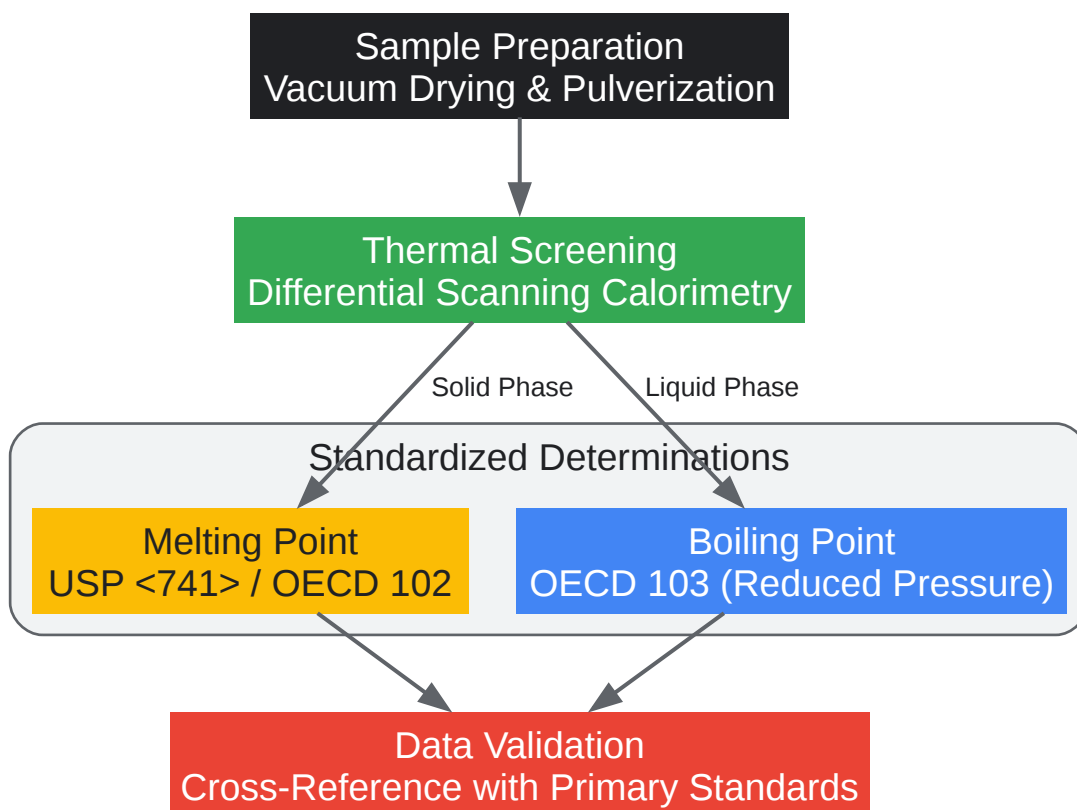 Sample Preparation
Vacuum Drying & Pulverization
Thermal Screening
Differential Scanning Calorimetry
Solid Phase
Liquid Phase
Standardized Determinations
Melting Point
USP <741> / OECD 102
Boiling Point
OECD 103 (Reduced Pressure)
Data Validation
Cross-Reference with Primary Standards